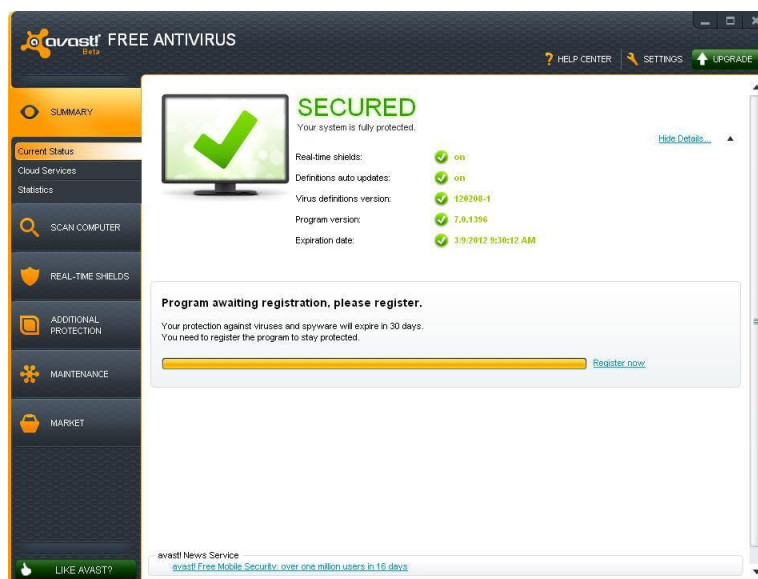 avast! FREE ANTIVIRUS
Beta
HELP CENTER
SETTINGS
UPGRADE
SUMMARY
Current Status
Cloud Services
Statistics
SCAN COMPUTER
REAL-TIME SHIELDS
ADDITIONAL
PROTECTION
MAINTENANCE
MARKET
LIKE AVAST?
SECURED
Your system is fully protected.
Hide Details...
Real-time shields: on
Definitions auto updates: on
Virus definitions version: 120208-1
Program version: 7.0.1396
Expiration date: 3/9/2012 9:30:12 AM
Program awaiting registration, please register.
Your protection against viruses and spyware will expire in 30 days.
You need to register the program to stay protected.
Register now
avast! News Service
avast! Free Mobile Security: over one million users in 16 days